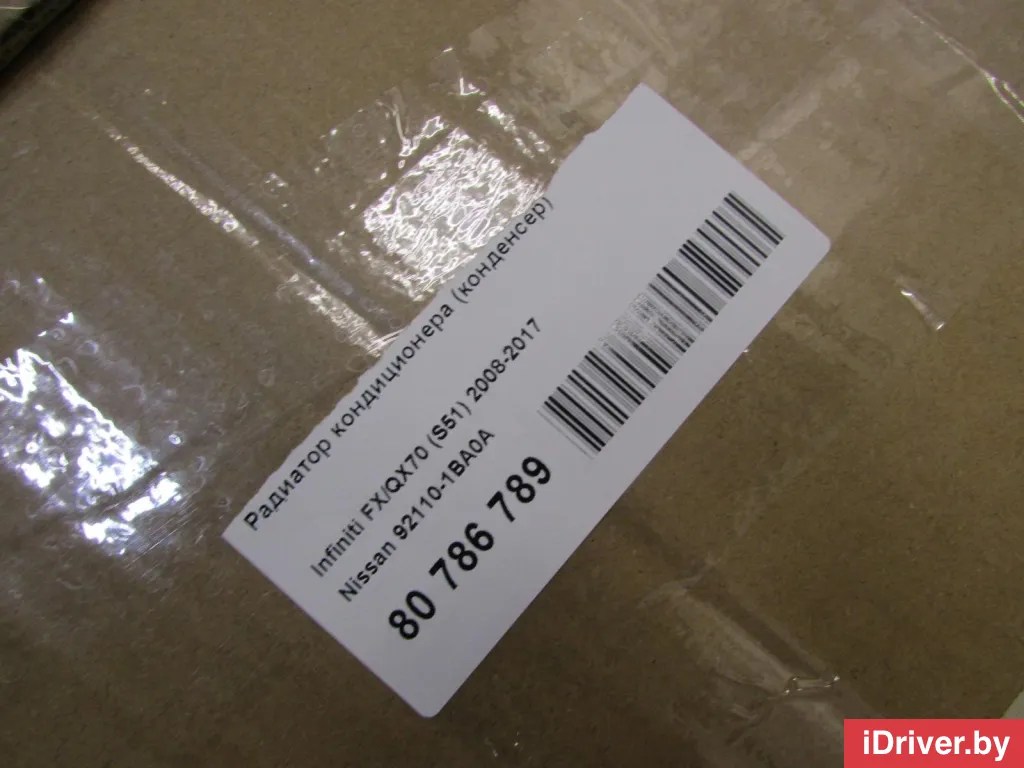 Радиатор кондиционера (конденсер)
Infiniti FX/QX70 (S51) 2008-2017
Nissan 92110-1BA0A
80 786 789
iDriver.by